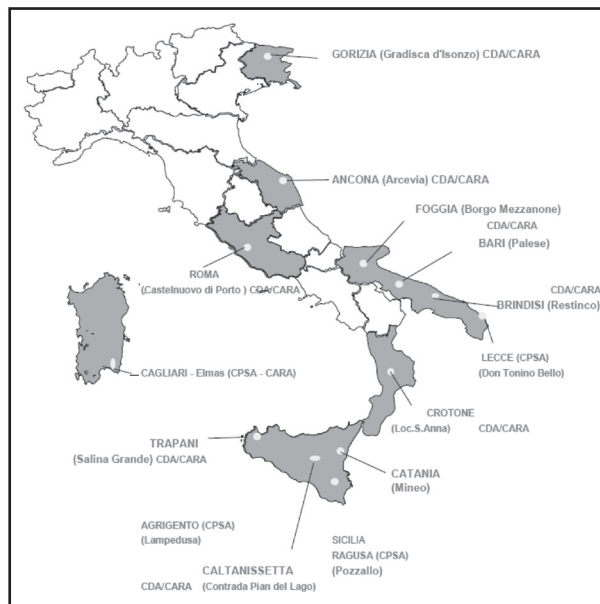 GORIZIA (Gradisca d'Isonzo) CDA/CARA
ANCONA (Arcevia) CDA/CARA
FOGGIA (Borgo Mezzanone)
CDA/CARA
BARI (Palese)
ROMA
(Castelnuovo di Porto ) CDA/CARA
CDA/CARA
BRINDISI (Restinco)
LECCE (CPSA)
(Don Tonino Bello)
CAGLIARI - Elmas (CPSA - CARA)
CROTONE
(Loc.S.Anna) CDA/CARA
TRAPANI
(Salina Grande) CDA/CARA
CATANIA
(Mineo)
AGRIGENTO (CPSA)
(Lampedusa)
SICILIA
RAGUSA (CPSA)
(Pozzallo)
CALTANISSETTA
CDA/CARA (Contrada Pian del Lago)